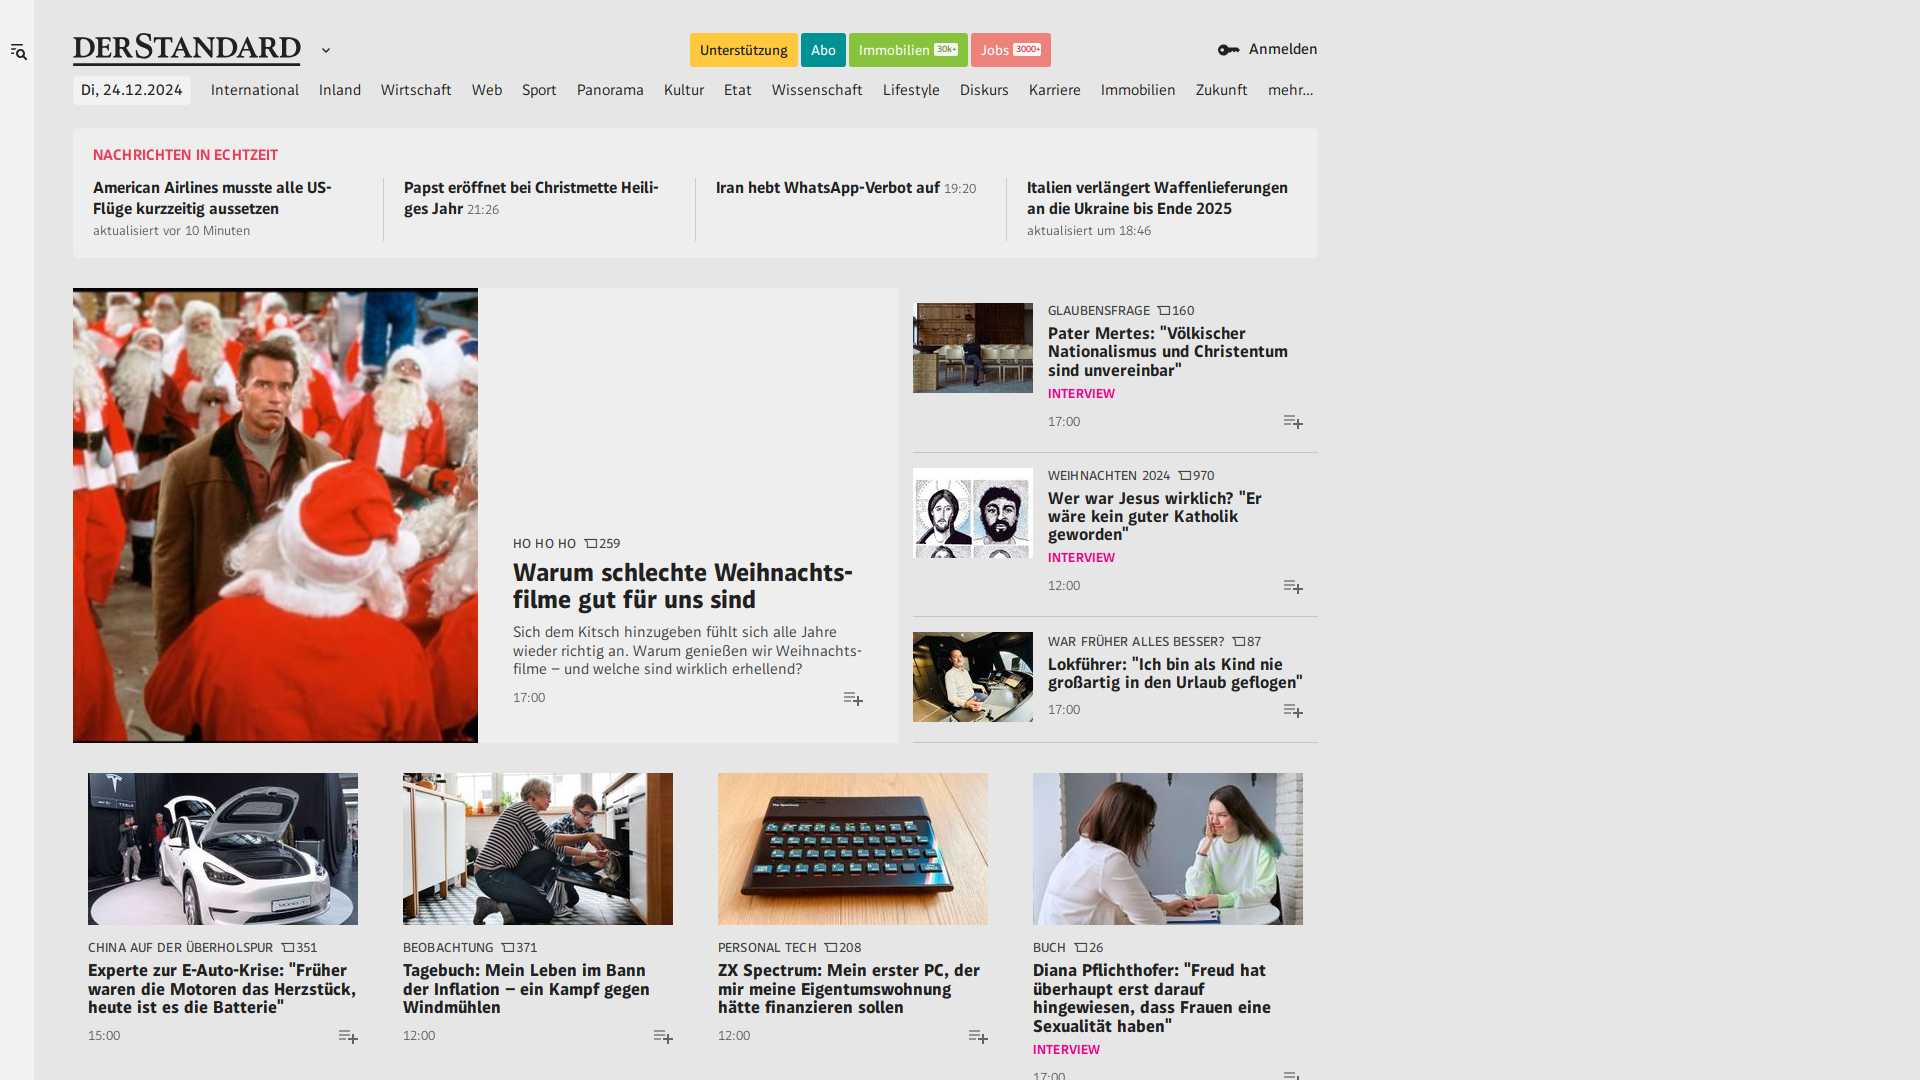 DERSTANDARD
Unterstützung Abo Immobilien 30k+ Jobs 3000+
Anmelden
Di, 24.12.2024 International Inland Wirtschaft Web Sport Panorama Kultur Etat Wissenschaft Lifestyle Diskurs Karriere Immobilien Zukunft mehr...
NACHRICHTEN IN ECHTZEIT
American Airlines musste alle US-
Flüge kurzzeitig aussetzen
aktualisiert vor 10 Minuten
Papst eröffnet bei Christmette Heili-
ges Jahr 21:26
Iran hebt WhatsApp-Verbot auf 19:20
Italien verlängert Waffenlieferungen
an die Ukraine bis Ende 2025
aktualisiert um 18:46
HO HO HO 259
Warum schlechte Weihnachts-
filme gut für uns sind
Sich dem Kitsch hinzugeben fühlt sich alle Jahre
wieder richtig an. Warum genießen wir Weihnachts-
filme – und welche sind wirklich erhellend?
17:00
GLAUBENSFRAGE 160
Pater Mertes: "Völkischer
Nationalismus und Christentum
sind unvereinbar"
INTERVIEW
17:00
WEIHNACHTEN 2024 970
Wer war Jesus wirklich? "Er
wäre kein guter Katholik
geworden"
INTERVIEW
12:00
WAR FRÜHER ALLES BESSER? 87
Lokführer: "Ich bin als Kind nie
großartig in den Urlaub geflogen"
17:00
CHINA AUF DER ÜBERHOLSPUR 351
Experte zur E-Auto-Krise: "Früher
waren die Motoren das Herzstück,
heute ist es die Batterie"
15:00
BEOBACHTUNG 371
Tagebuch: Mein Leben im Bann
der Inflation – ein Kampf gegen
Windmühlen
12:00
PERSONAL TECH 208
ZX Spectrum: Mein erster PC, der
mir meine Eigentumswohnung
hätte finanzieren sollen
12:00
BUCH 26
Diana Pflichthofer: "Freud hat
überhaupt erst darauf
hingewiesen, dass Frauen eine
Sexualität haben"
INTERVIEW
17:00